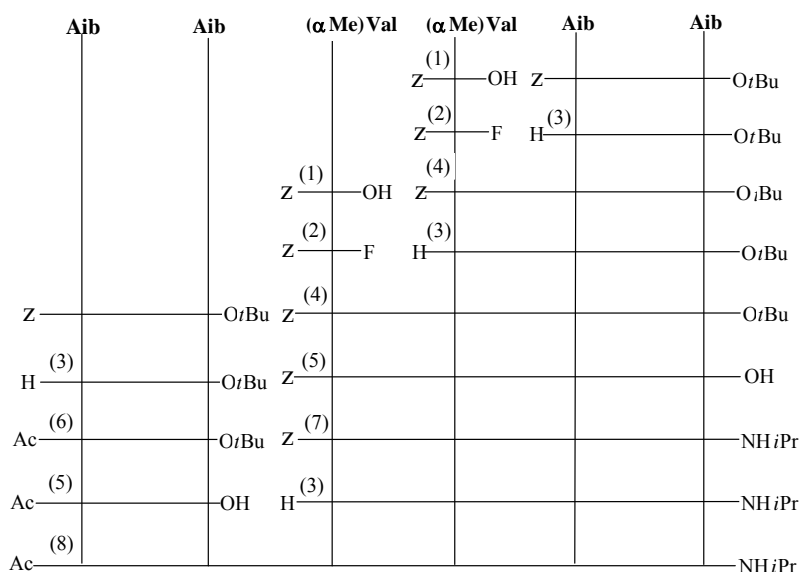 Aib Aib (α Me) Val (α Me) Val Aib Aib
(1)
Z OH Z OtBu
(2) (3)
Z F H OtBu
(1) (4)
Z OH Z OiBu
(2) (3)
Z F H OtBu
(4)
Z OtBu Z OtBu
(3) (5)
H OtBu Z OH
(6) (7)
Ac OtBu Z NHiPr
(5) (3)
Ac OH H NHiPr
(8)
Ac NHiPr